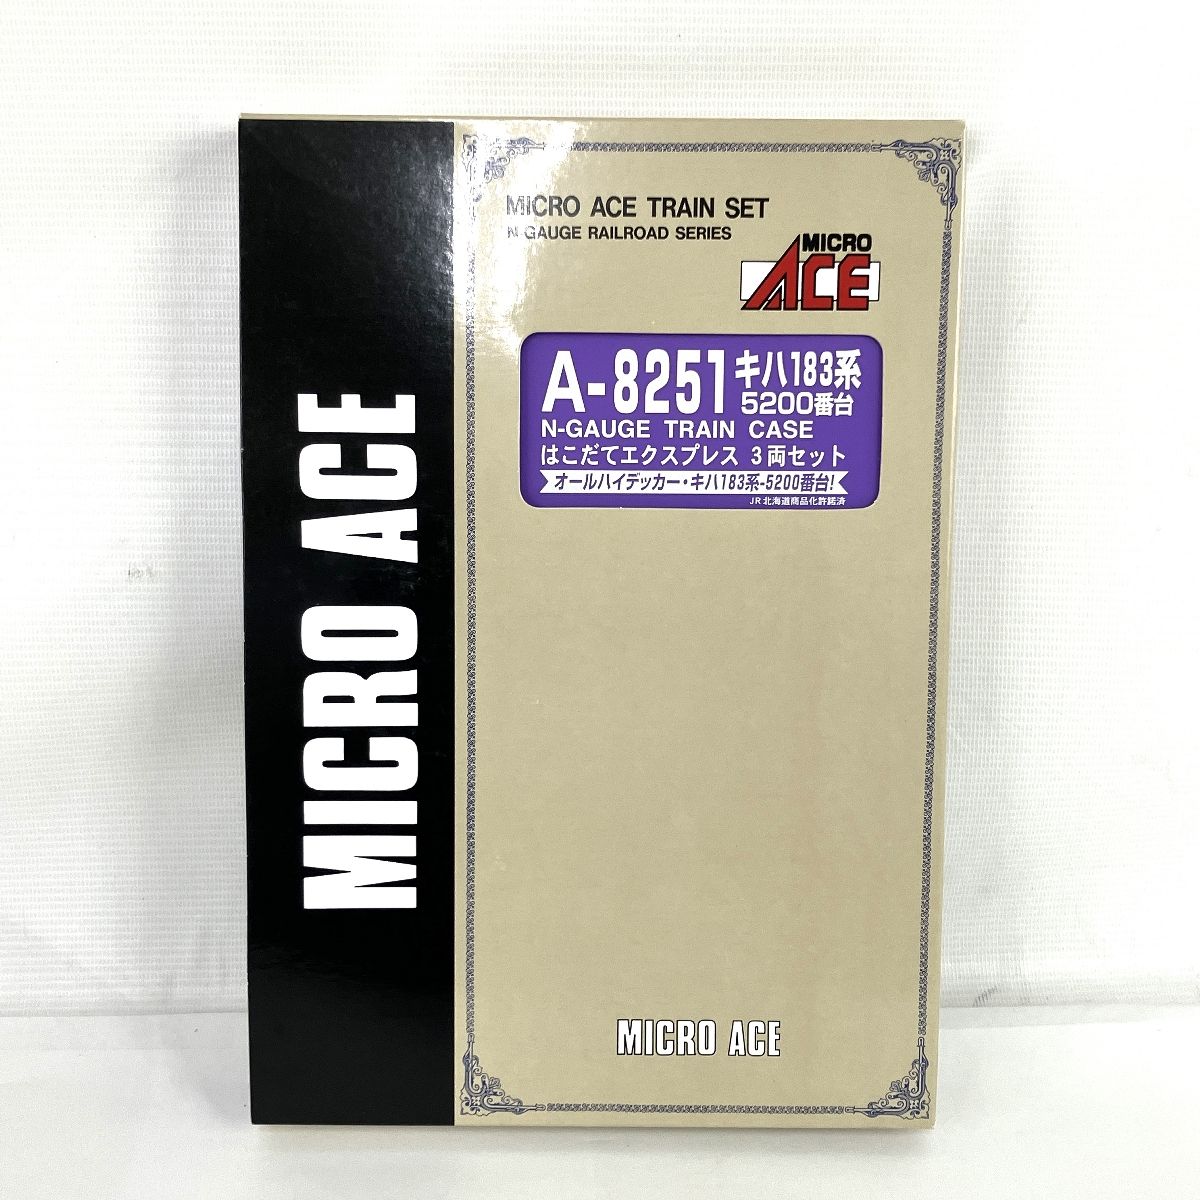 MICRO ACE
MICRO ACE TRAIN SET
N-GAUGE RAILROAD SERIES
MICRO
ACE
A-8251 キハ183系
5200番台
N-GAUGE TRAIN CASE
はこだてエクスプレス 3両セット
オールハイデッカー・キハ183系-5200番台!
JR北海道商品化許諾済
MICRO ACE